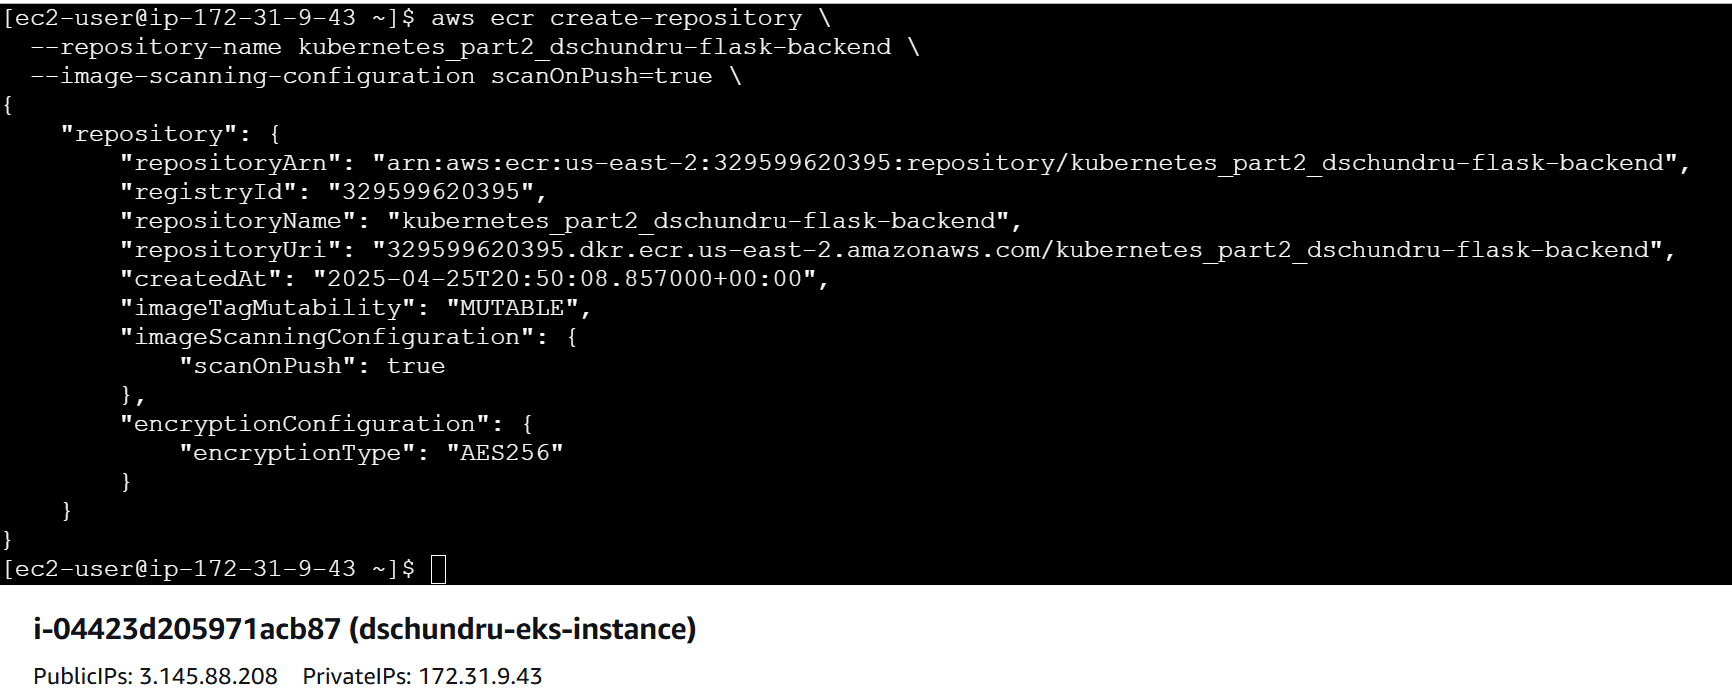 [ec2-user@ip-172-31-9-43 ~]$ aws ecr create-repository \
  --repository-name kubernetes_part2_dschundru-flask-backend \
  --image-scanning-configuration scanOnPush=true \
{
    "repository": {
        "repositoryArn": "arn:aws:ecr:us-east-2:329599620395:repository/kubernetes_part2_dschundru-flask-backend",
        "registryId": "329599620395",
        "repositoryName": "kubernetes_part2_dschundru-flask-backend",
        "repositoryUri": "329599620395.dkr.ecr.us-east-2.amazonaws.com/kubernetes_part2_dschundru-flask-backend",
        "createdAt": "2025-04-25T20:50:08.857000+00:00",
        "imageTagMutability": "MUTABLE",
        "imageScanningConfiguration": {
            "scanOnPush": true
        },
        "encryptionConfiguration": {
            "encryptionType": "AES256"
        }
    }
}
[ec2-user@ip-172-31-9-43 ~]$
i-04423d205971acb87 (dschundru-eks-instance)
PublicIPs: 3.145.88.208    PrivateIPs: 172.31.9.43